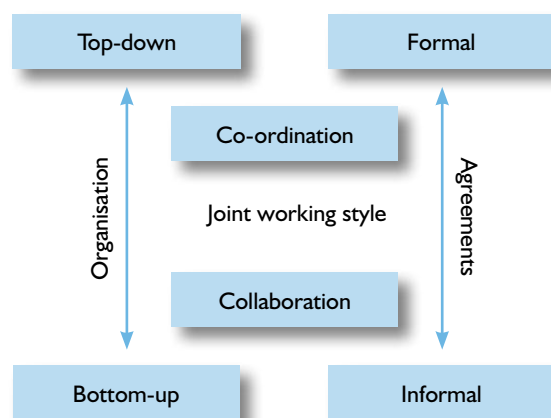 Top-down
Formal
Co-ordination
Organisation
Agreements
Joint working style
Collaboration
Bottom-up
Informal